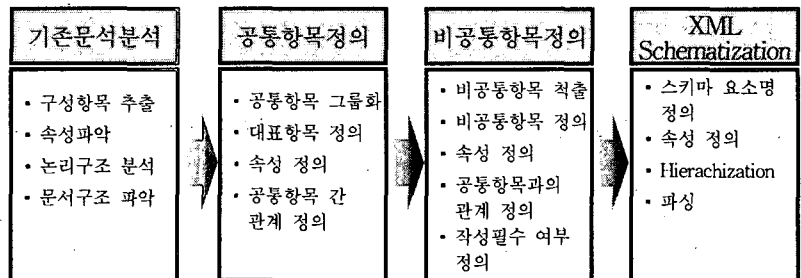 기존문석분석
• 구성항목 추출
• 속성파악
• 논리구조 분석
• 문서구조 파악
공통항목정의
• 공통항목 그룹화
• 대표항목 정의
• 속성 정의
• 공통항목 간
관계 정의
비공통항목정의
• 비공통항목 척출
• 비공통항목 정의
• 속성 정의
• 공통항목과의
관계 정의
• 작성필수 여부
정의
XML
Schematization
• 스키마 요소명
정의
• 속성 정의
• Hierachization
• 파싱